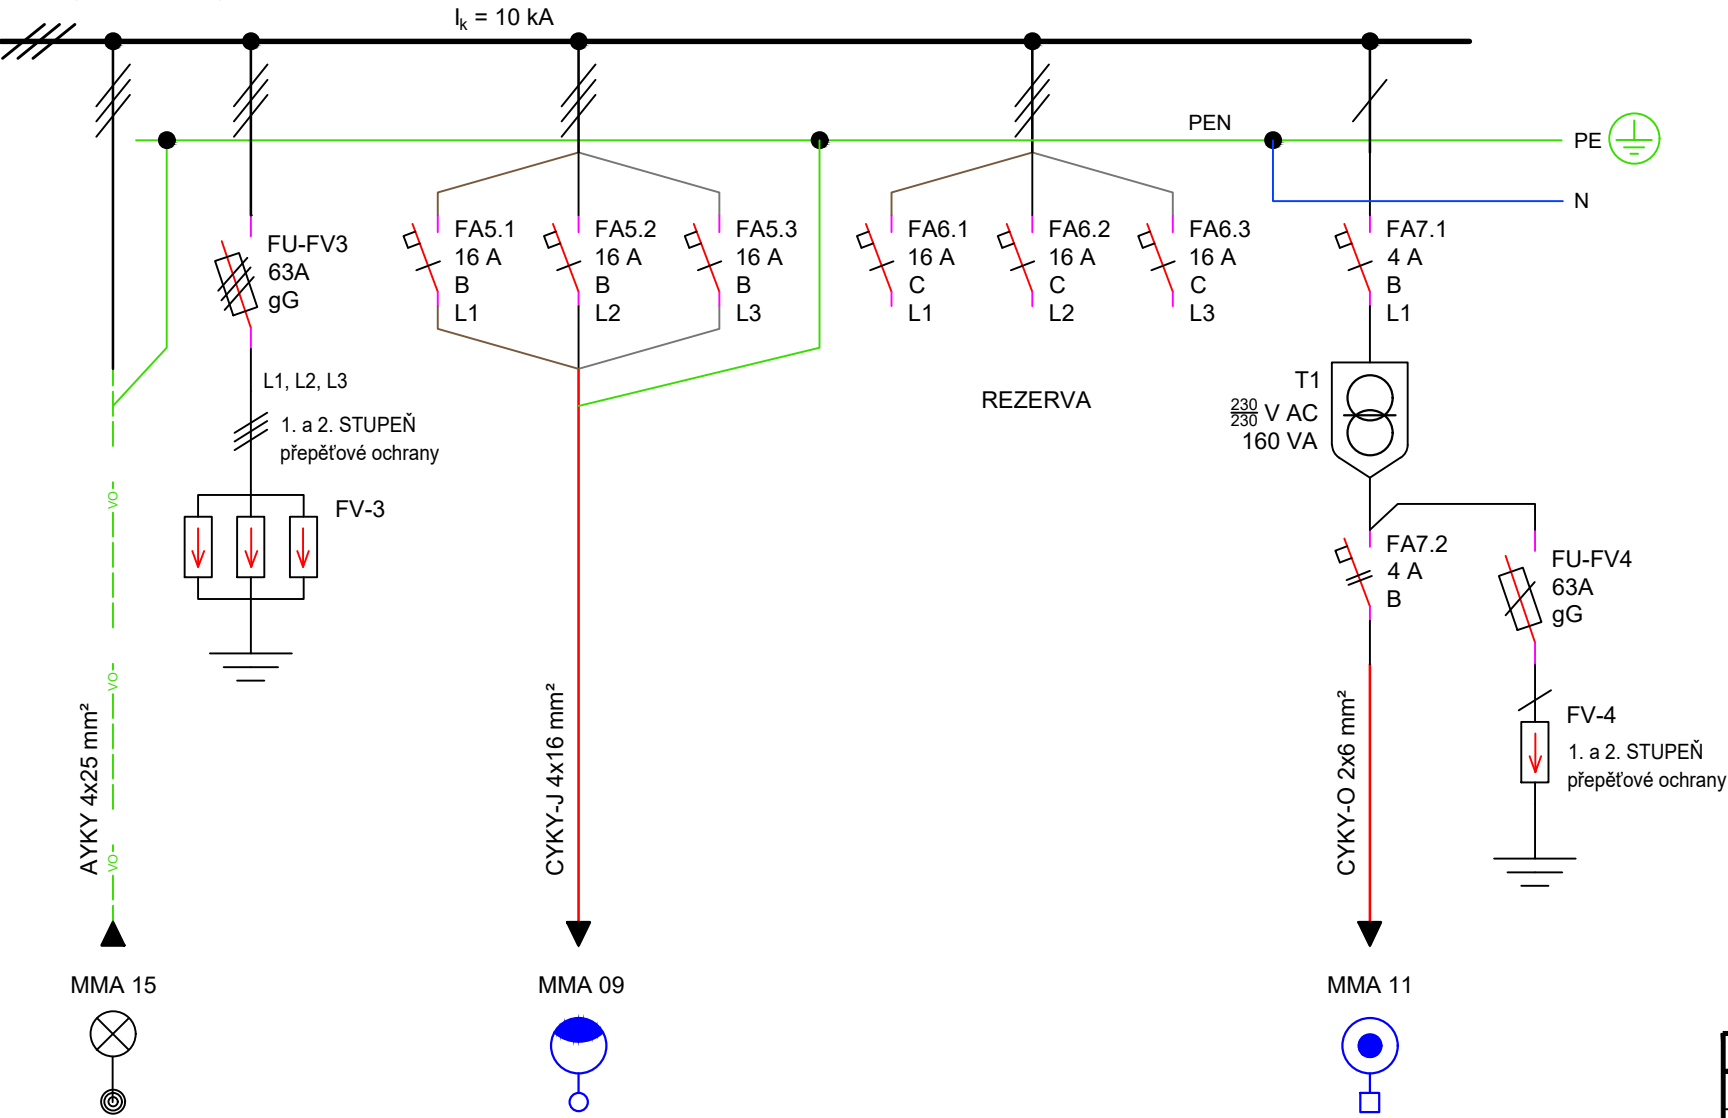 Ik = 10 kA
PEN
PE
N
FU-FV3
63A
gG
FA5.1
16 A
B
L1
FA5.2
16 A
B
L2
FA5.3
16 A
B
L3
FA6.1
16 A
C
L1
FA6.2
16 A
C
L2
FA6.3
16 A
C
L3
FA7.1
4 A
B
L1
L1, L2, L3
1. a 2. STUPEŇ
přepěťové ochrany
REZERVA
T1
230
230 V AC
160 VA
FV-3
VO
VO
VO
FA7.2
4 A
B
FU-FV4
63A
gG
FV-4
1. a 2. STUPEŇ
přepěťové ochrany
AYKY 4x25 mm²
CYKY-J 4x16 mm²
CYKY-O 2x6 mm²
MMA 15
MMA 09
MMA 11